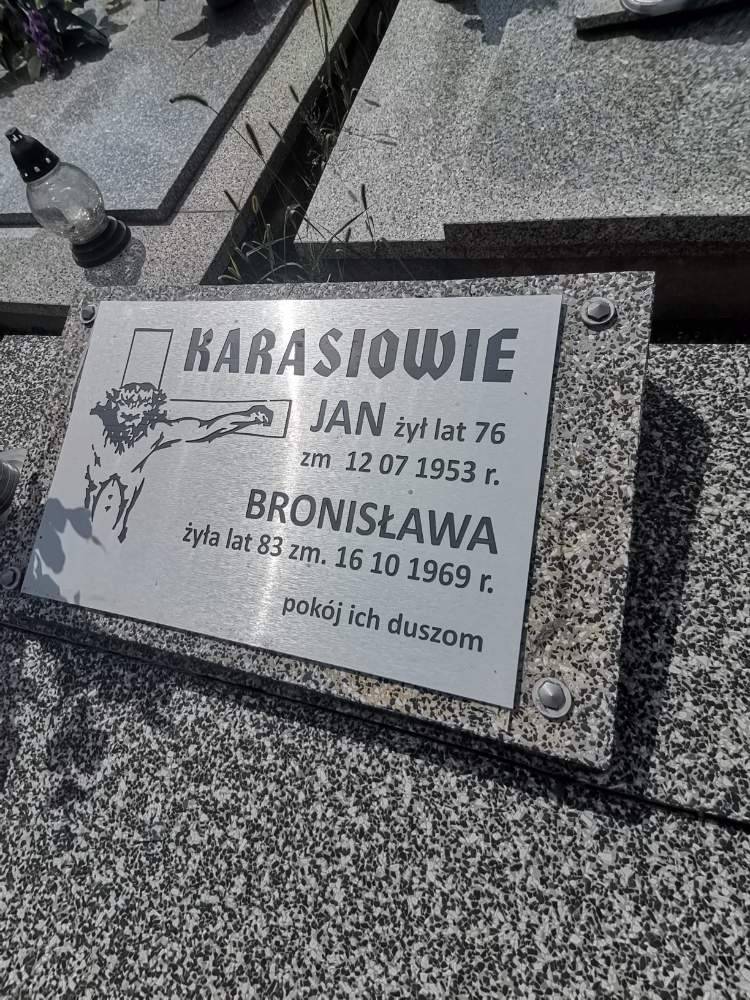 KARASIOWIE
JAN żył lat 76
zm 12 07 1953 r.
BRONISŁAWA
żyła lat 83 zm. 16 10 1969 r.
pokój ich duszom